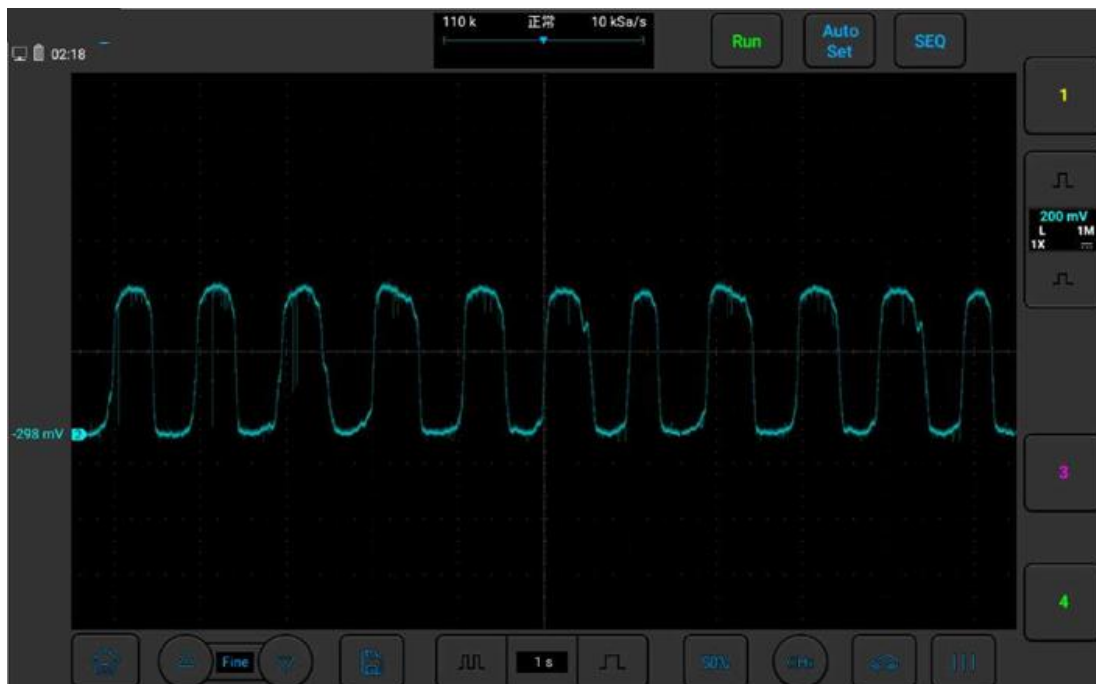 110 k 正常 10 kSa/s
02:18
Run
Auto
Set
SEQ
1
200 mV
L 1M
1X
-298 mV 2
3
4
Fine
1 s
50%